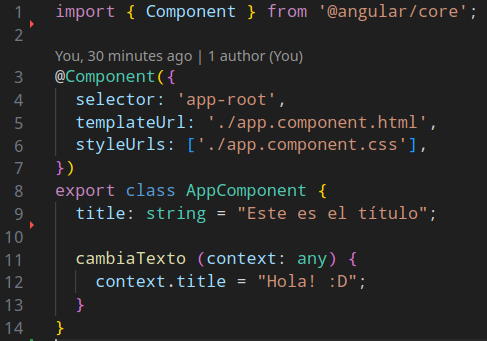 1 import { Component } from '@angular/core';
2
You, 30 minutes ago | 1 author (You)
3 @Component({
4   selector: 'app-root',
5   templateUrl: './app.component.html',
6   styleUrls: ['./app.component.css'],
7 })
8 export class AppComponent {
9   title: string = "Este es el título";
10
11   cambiaTexto (context: any) {
12     context.title = "Hola! :D";
13   }
14 }